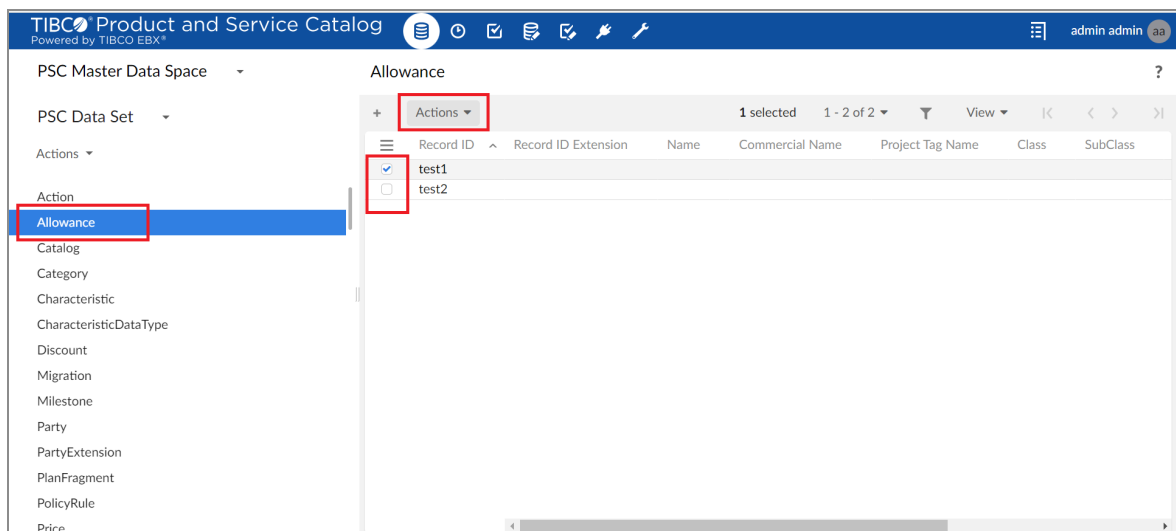 TIBCO® Product and Service Catalog
Powered by TIBCO EBX®
admin admin aa
PSC Master Data Space
Allowance
?
PSC Data Set
+ Actions 1 selected 1 - 2 of 2 View
Actions
Record ID Record ID Extension Name Commercial Name Project Tag Name Class SubClass
test1
test2
Action
Allowance
Catalog
Category
Characteristic
CharacteristicDataType
Discount
Migration
Milestone
Party
PartyExtension
PlanFragment
PolicyRule
Price